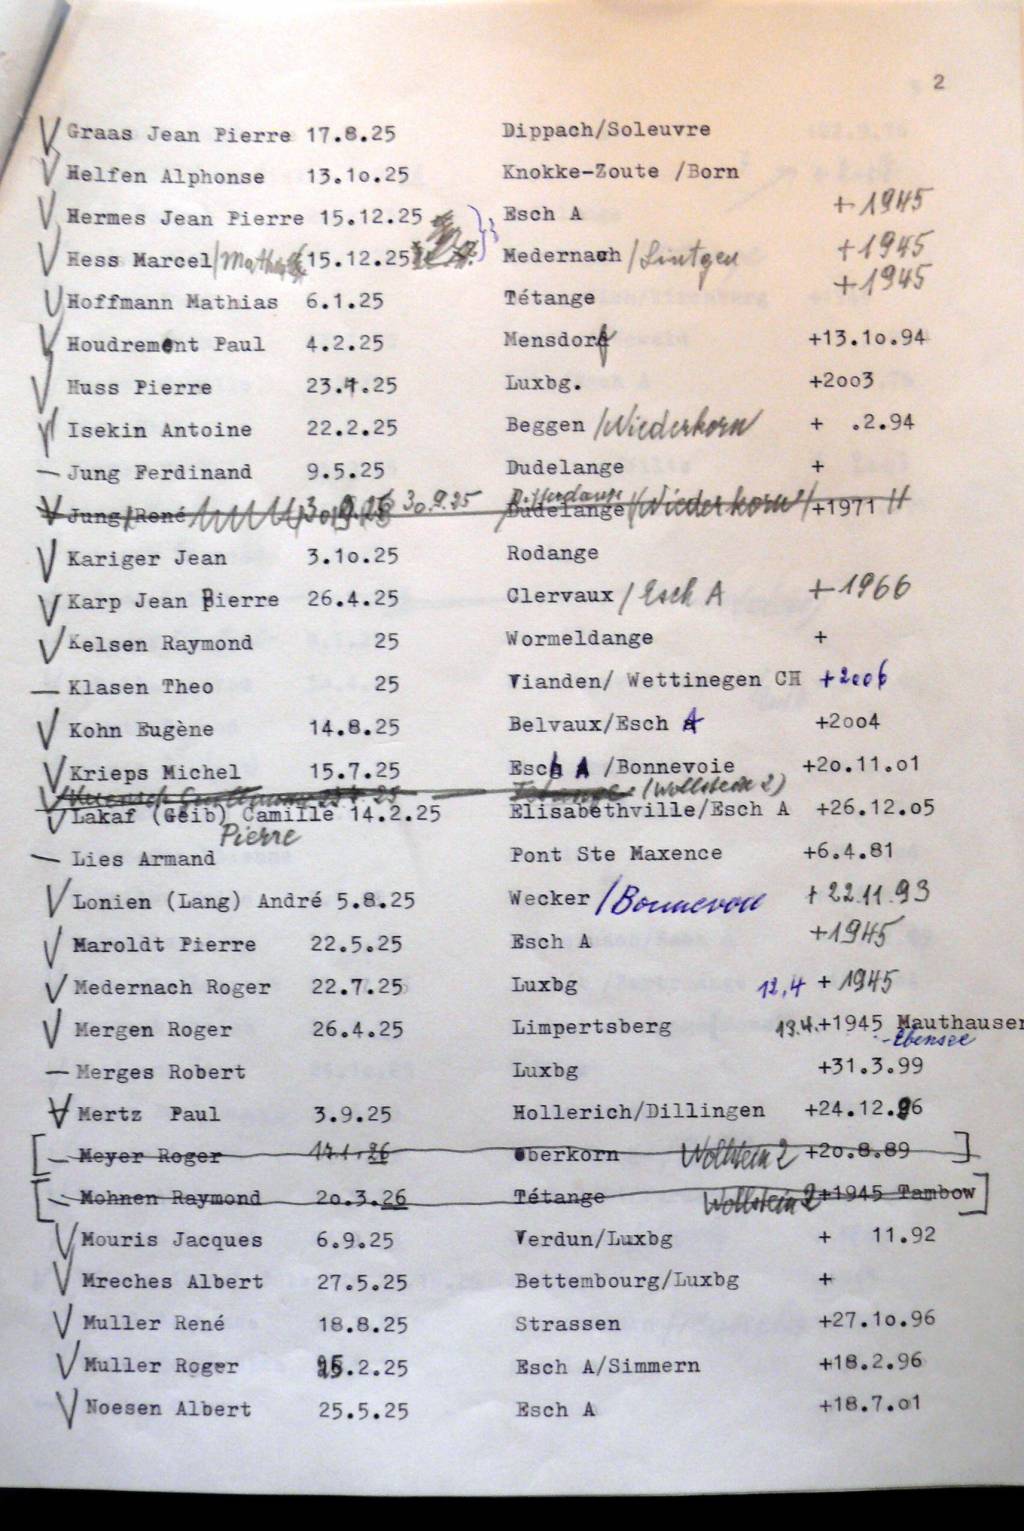 2
Graas Jean Pierre 17.8.25 Dippach/Soleuvre
Helfen Alphonse 13.1o.25 Knokke-Zoute /Born
Hermes Jean Pierre 15.12.25 Esch A +1945
Hess Marcel/ 15.12.25 Medernach /Lintgen +1945
Hoffmann Mathias 6.1.25 Tétange +1945
Houdremont Paul 4.2.25 Mensdorf +13.1o.94
Huss Pierre 23.4.25 Luxbg. +2oo3
Isekin Antoine 22.2.25 Beggen /Niederkorn + .2.94
Jung Ferdinand 9.5.25 Dudelange +
Jung/René 3o.9.25 Differdange
Dudelange /Niederkorn/ +1971
Kariger Jean 3.1o.25 Rodange
Karp Jean Pierre 26.4.25 Clervaux /Esch A +1966
Kelsen Raymond 25 Wormeldange +
Klasen Theo 25 Vianden/ Wettinegen CH +2006
Kohn Eugène 14.8.25 Belvaux/Esch A +2oo4
Krieps Michel 15.7.25 Esch A /Bonnevoie +2o.11.o1
(Wollstein 2)
Lakaf (Geib) Camille 14.2.25 Elisabethville/Esch A +26.12.o5
Pierre
Lies Armand Pont Ste Maxence +6.4.81
Lonien (Lang) André 5.8.25 Wecker /Bonnevoie +22.11.93
Maroldt Pierre 22.5.25 Esch A +1945
Medernach Roger 22.7.25 Luxbg 12.4 +1945
Mergen Roger 26.4.25 Limpertsberg 13.4.+1945 Mauthausen
-Ebensee
Merges Robert Luxbg +31.3.99
Mertz Paul 3.9.25 Hollerich/Dillingen +24.12.96
Meyer Roger 17.1.26 oberkorn Wollstein 2 +2o.8.89
Mohnen Raymond 2o.3.26 Tétange Wollstein 2 +1945 Tambow
Mouris Jacques 6.9.25 Verdun/Luxbg + 11.92
Mreches Albert 27.5.25 Bettembourg/Luxbg +
Muller René 18.8.25 Strassen +27.1o.96
Muller Roger .2.25 Esch A/Simmern +18.2.96
Noesen Albert 25.5.25 Esch A +18.7.o1